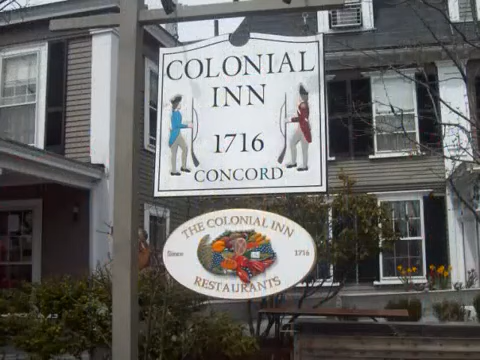 COLONIAL
INN
1716
CONCORD
THE COLONIAL INN
Since 1716
RESTAURANTS